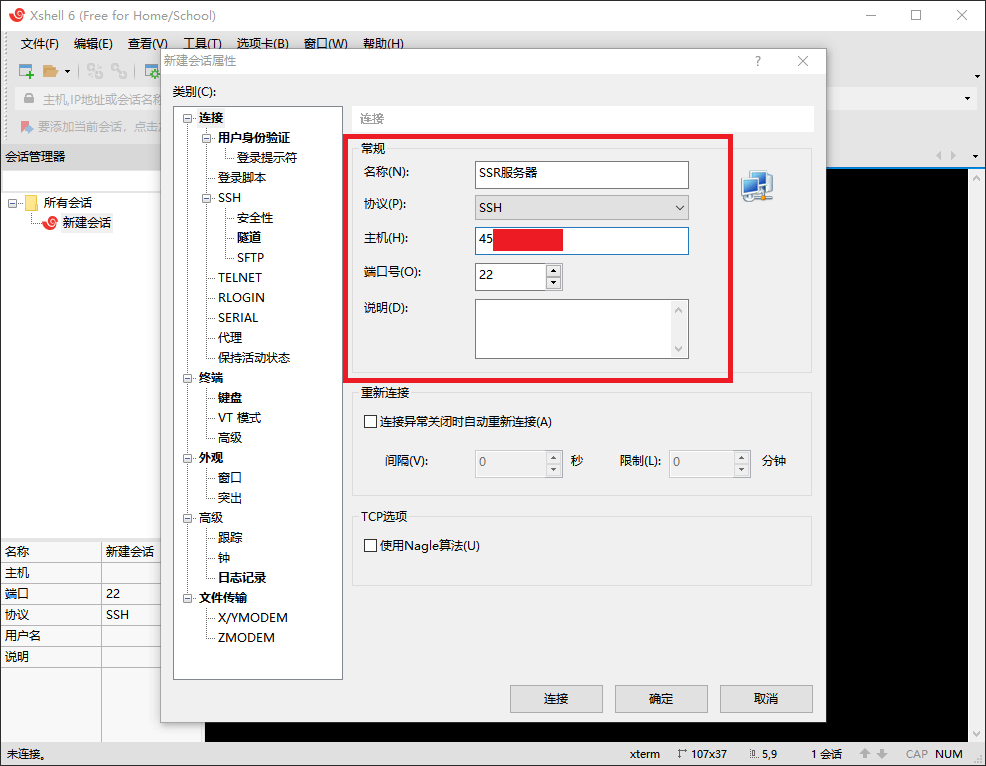 Xshell 6 (Free for Home/School)
文件(F) 编辑(E) 查看(V) 工具(T) 选项卡(B) 窗口(W) 帮助(H)
主机,IP地址或会话名称
要添加当前会话，点击
会话管理器
所有会话
新建会话
名称 新建会话
主机
端口 22
协议 SSH
用户名
说明
新建会话属性 ?
类别(C):
连接
用户身份验证
登录提示符
登录脚本
SSH
安全性
隧道
SFTP
TELNET
RLOGIN
SERIAL
代理
保持活动状态
终端
键盘
VT 模式
高级
外观
窗口
突出
高级
跟踪
钟
日志记录
文件传输
X/YMODEM
ZMODEM
连接
常规
名称(N): SSR服务器
协议(P): SSH
主机(H): 45
端口号(O): 22
说明(D):
重新连接
连接异常关闭时自动重新连接(A)
间隔(V): 0 秒 限制(L): 0 分钟
TCP选项
使用Nagle算法(U)
连接 确定 取消
未连接。 xterm 107x37 5,9 1 会话 CAP NUM